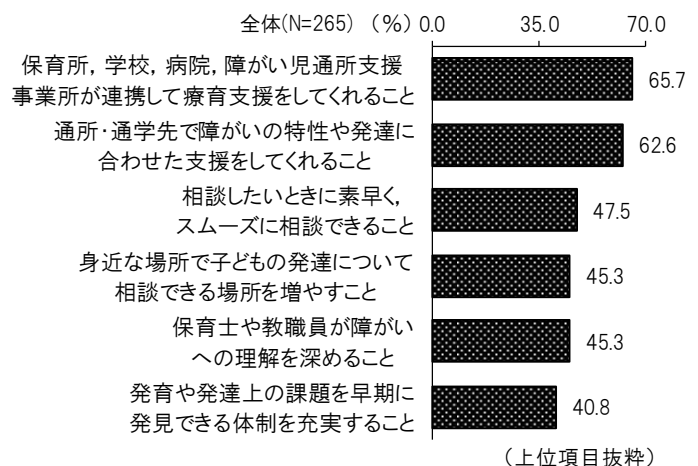 全体(N=265) (%) 0.0 35.0 70.0
保育所，学校，病院，障がい児通所支援
事業所が連携して療育支援をしてくれること
65.7
通所・通学先で障がいの特性や発達に
合わせた支援をしてくれること
62.6
相談したいときに素早く，
スムーズに相談できること
47.5
身近な場所で子どもの発達について
相談できる場所を増やすこと
45.3
保育士や教職員が障がい
への理解を深めること
45.3
発育や発達上の課題を早期に
発見できる体制を充実すること
40.8
（上位項目抜粋）